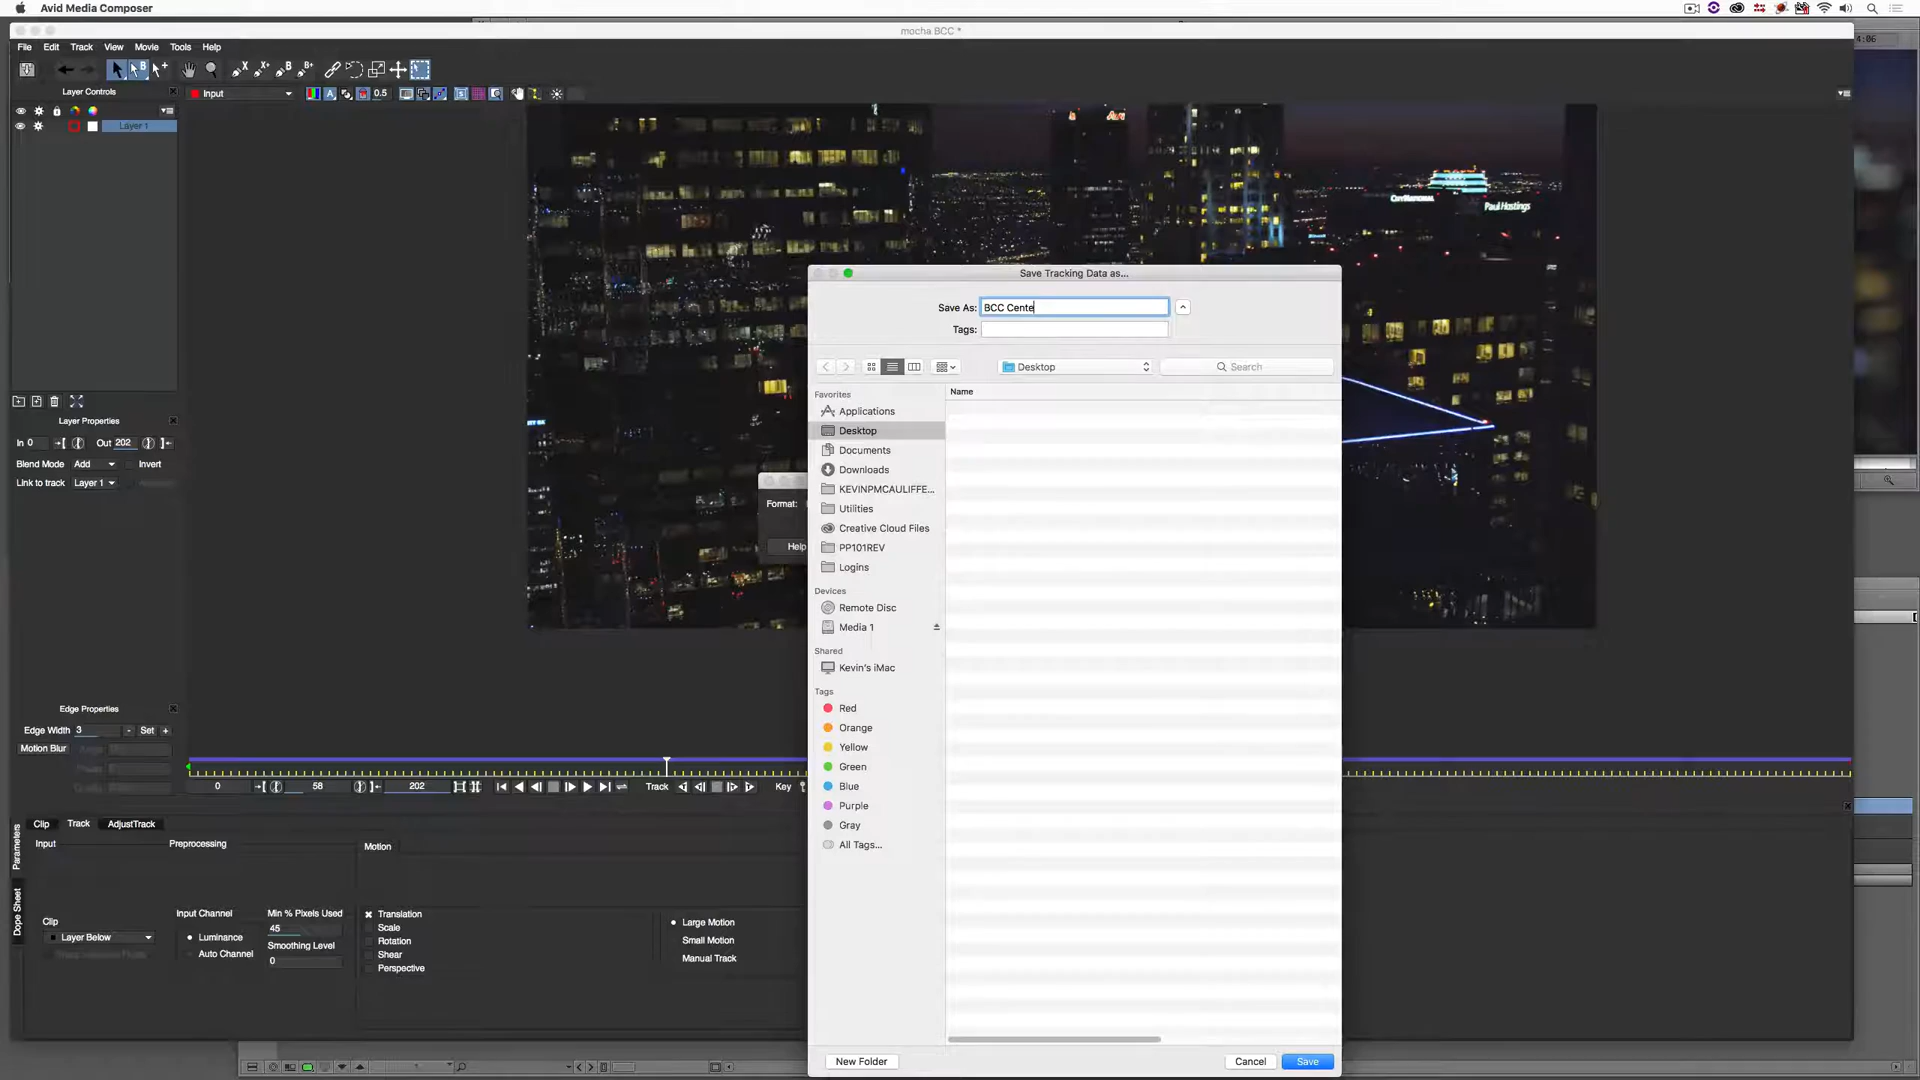 Avid Media Composer
mocha BCC *
4:06
File Edit Track View Movie Tools Help
Layer Controls
Input
0.5
Layer 1
CITY NATIONAL
Paul Hastings
Save Tracking Data as...
Save As: BCC Cente
Tags:
Desktop
Search
Name
Favorites
Applications
Desktop
Documents
Downloads
KEVINPMCAULIFFE...
Utilities
Creative Cloud Files
PP101REV
Logins
Devices
Remote Disc
Media 1
Shared
Kevin's iMac
Tags
Red
Orange
Yellow
Green
Blue
Purple
Gray
All Tags...
New Folder
Cancel
Save
Format:
Help
Layer Properties
In 0
Out 202
Blend Mode Add
Invert
Link to track Layer 1
Edge Properties
Edge Width 3
- Set +
Motion Blur
0
58
202
Track
Key
Parameters
Dope Sheet
Clip Track AdjustTrack
Input
Preprocessing
Motion
Clip
Layer Below
Input Channel
Luminance
Auto Channel
Min % Pixels Used
45
Smoothing Level
0
Translation
Scale
Rotation
Shear
Perspective
Large Motion
Small Motion
Manual Track